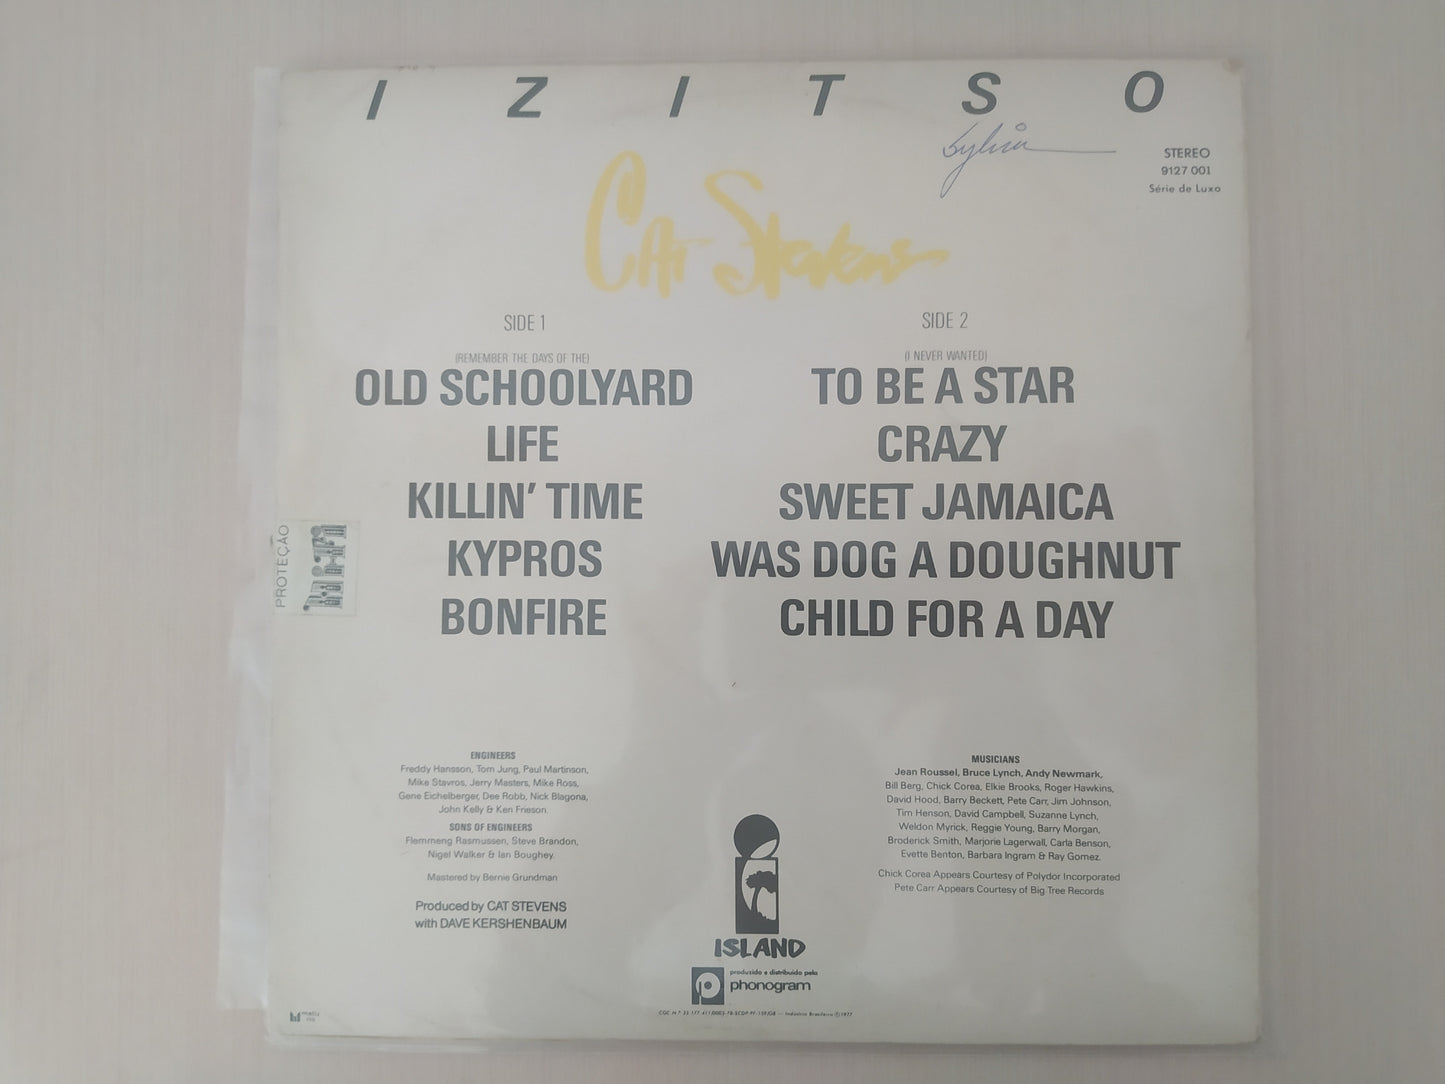 IZITSO
Sylvia
STEREO
9127 001
Série de Luxo
Cat Stevens
SIDE 1
(REMEMBER THE DAYS OF THE)
OLD SCHOOLYARD
LIFE
KILLIN' TIME
KYPROS
BONFIRE
SIDE 2
(I NEVER WANTED)
TO BE A STAR
CRAZY
SWEET JAMAICA
WAS DOG A DOUGHNUT
CHILD FOR A DAY
PROTEÇÃO
ENGINEERS
Freddy Hansson, Tom Jung, Paul Martinson,
Mike Stavros, Jerry Masters, Mike Ross,
Gene Eichelberger, Dee Robb, Nick Blagona,
John Kelly & Ken Frieson.
SONS OF ENGINEERS
Flemmeng Rasmussen, Steve Brandon,
Nigel Walker & Ian Boughey.
Mastered by Bernie Grundman
Produced by CAT STEVENS
with DAVE KERSHENBAUM
MUSICIANS
Jean Roussel, Bruce Lynch, Andy Newmark,
Bill Berg, Chick Corea, Elkie Brooks, Roger Hawkins,
David Hood, Barry Beckett, Pete Carr, Jim Johnson,
Tim Henson, David Campbell, Suzanne Lynch,
Weldon Myrick, Reggie Young, Barry Morgan,
Broderick Smith, Marjorie Lagerwall, Carla Benson,
Evette Benton, Barbara Ingram & Ray Gomez.
Chick Corea Appears Courtesy of Polydor Incorporated
Pete Carr Appears Courtesy of Big Tree Records
ISLAND
produzido e distribuido pela
phonogram
Indústria Brasileira ℗1977